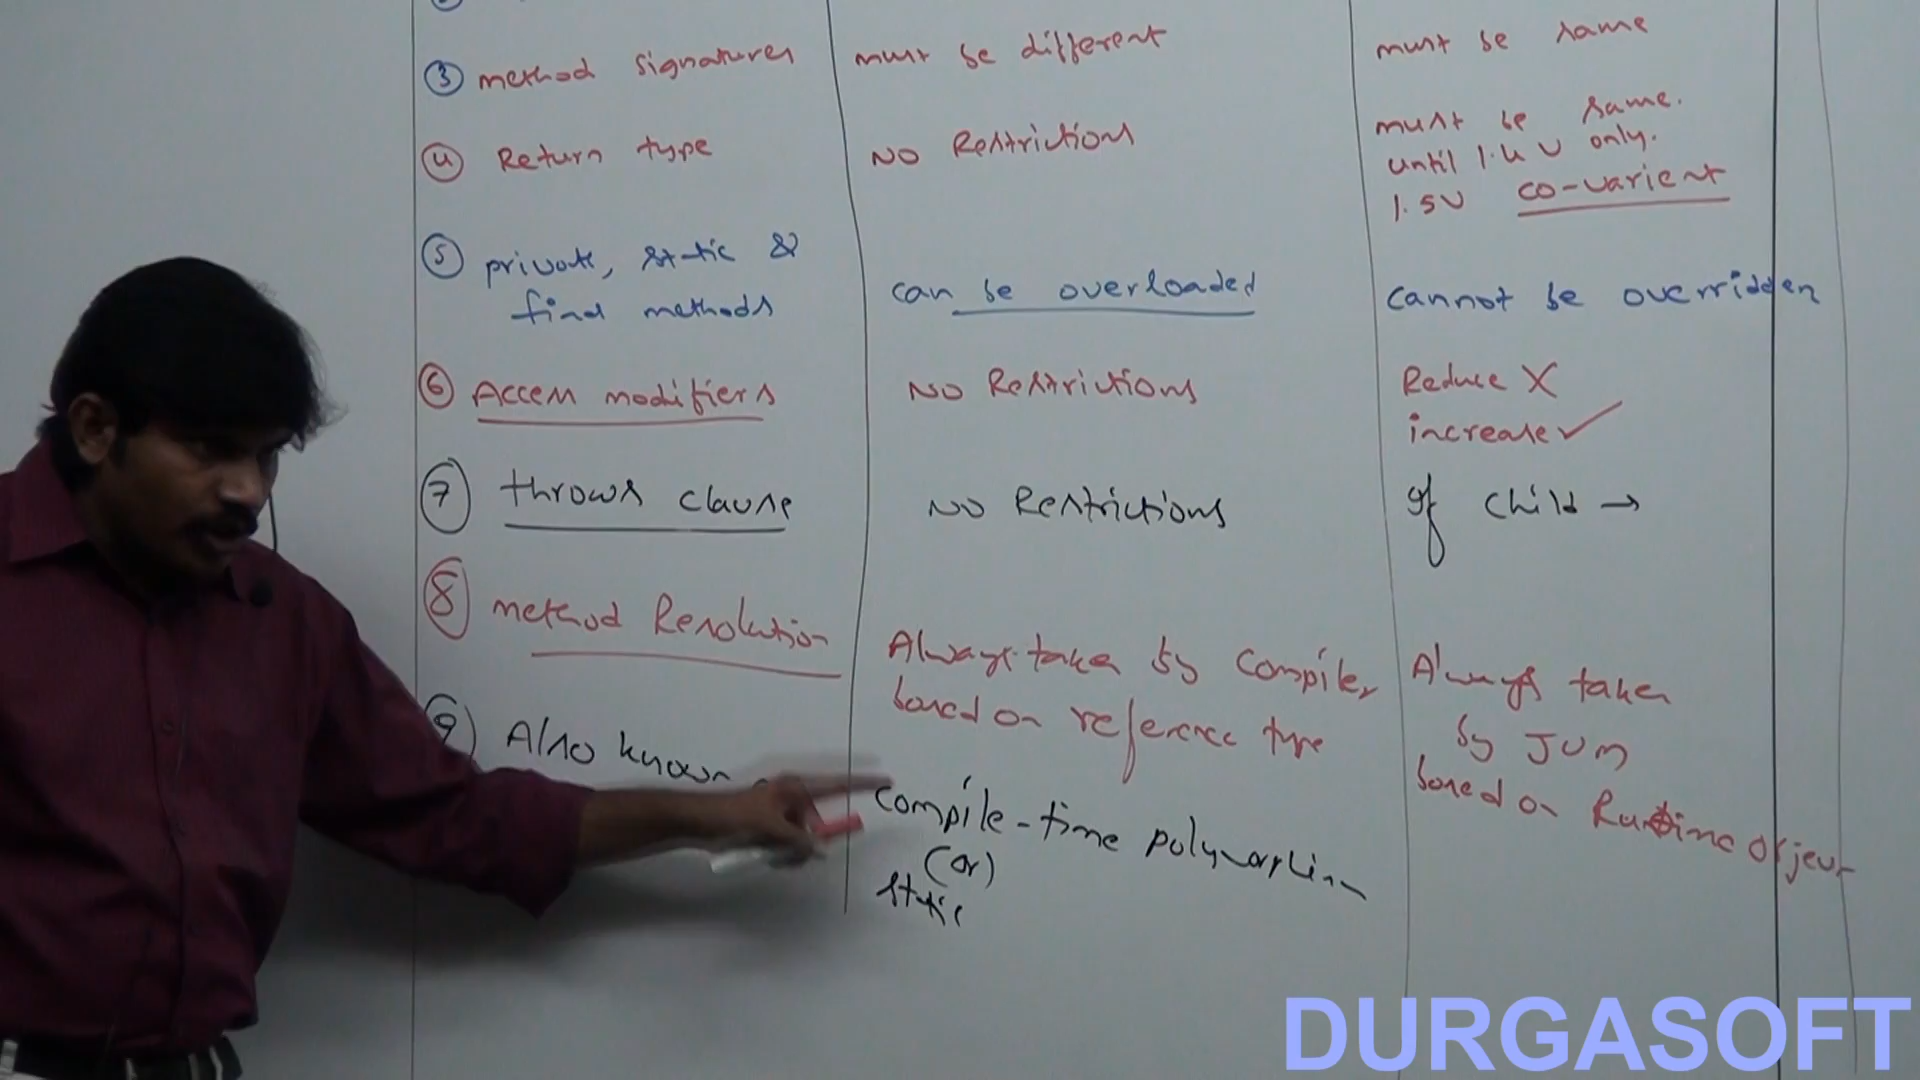 3 method signatures must be different must be same
4 Return type No Restrictions must be same.
until 1.4 V only.
1.5V co-varient
5 private, static &
final methods can be overloaded cannot be overridden
6 Access modifiers No Restrictions Reduce X
increase ✓
7 throws clause No Restrictions If child →
8 method Resolution Always taken by compiler Always taken
based on reference type by JVM
based on Runtime object
9 Also known
compile-time polymorphism
(or)
static
DURGASOFT